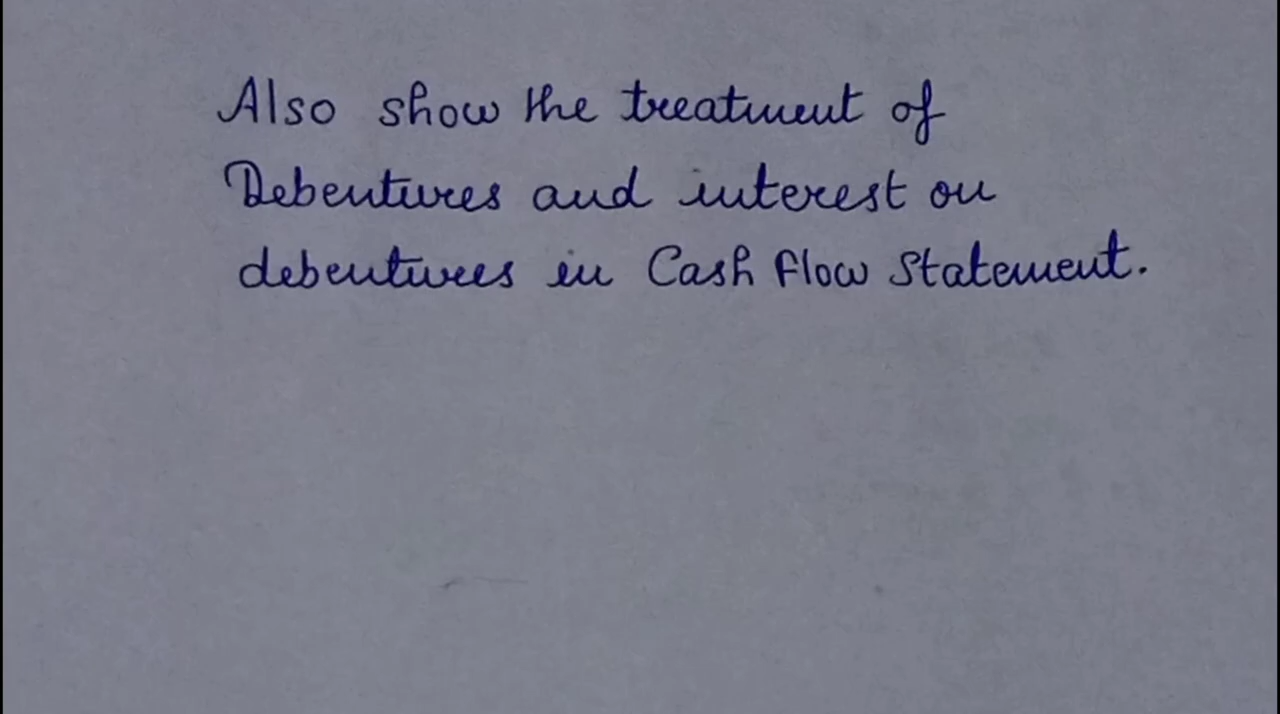 Also show the treatment of
Debentures and interest on
debentures in Cash Flow Statement.